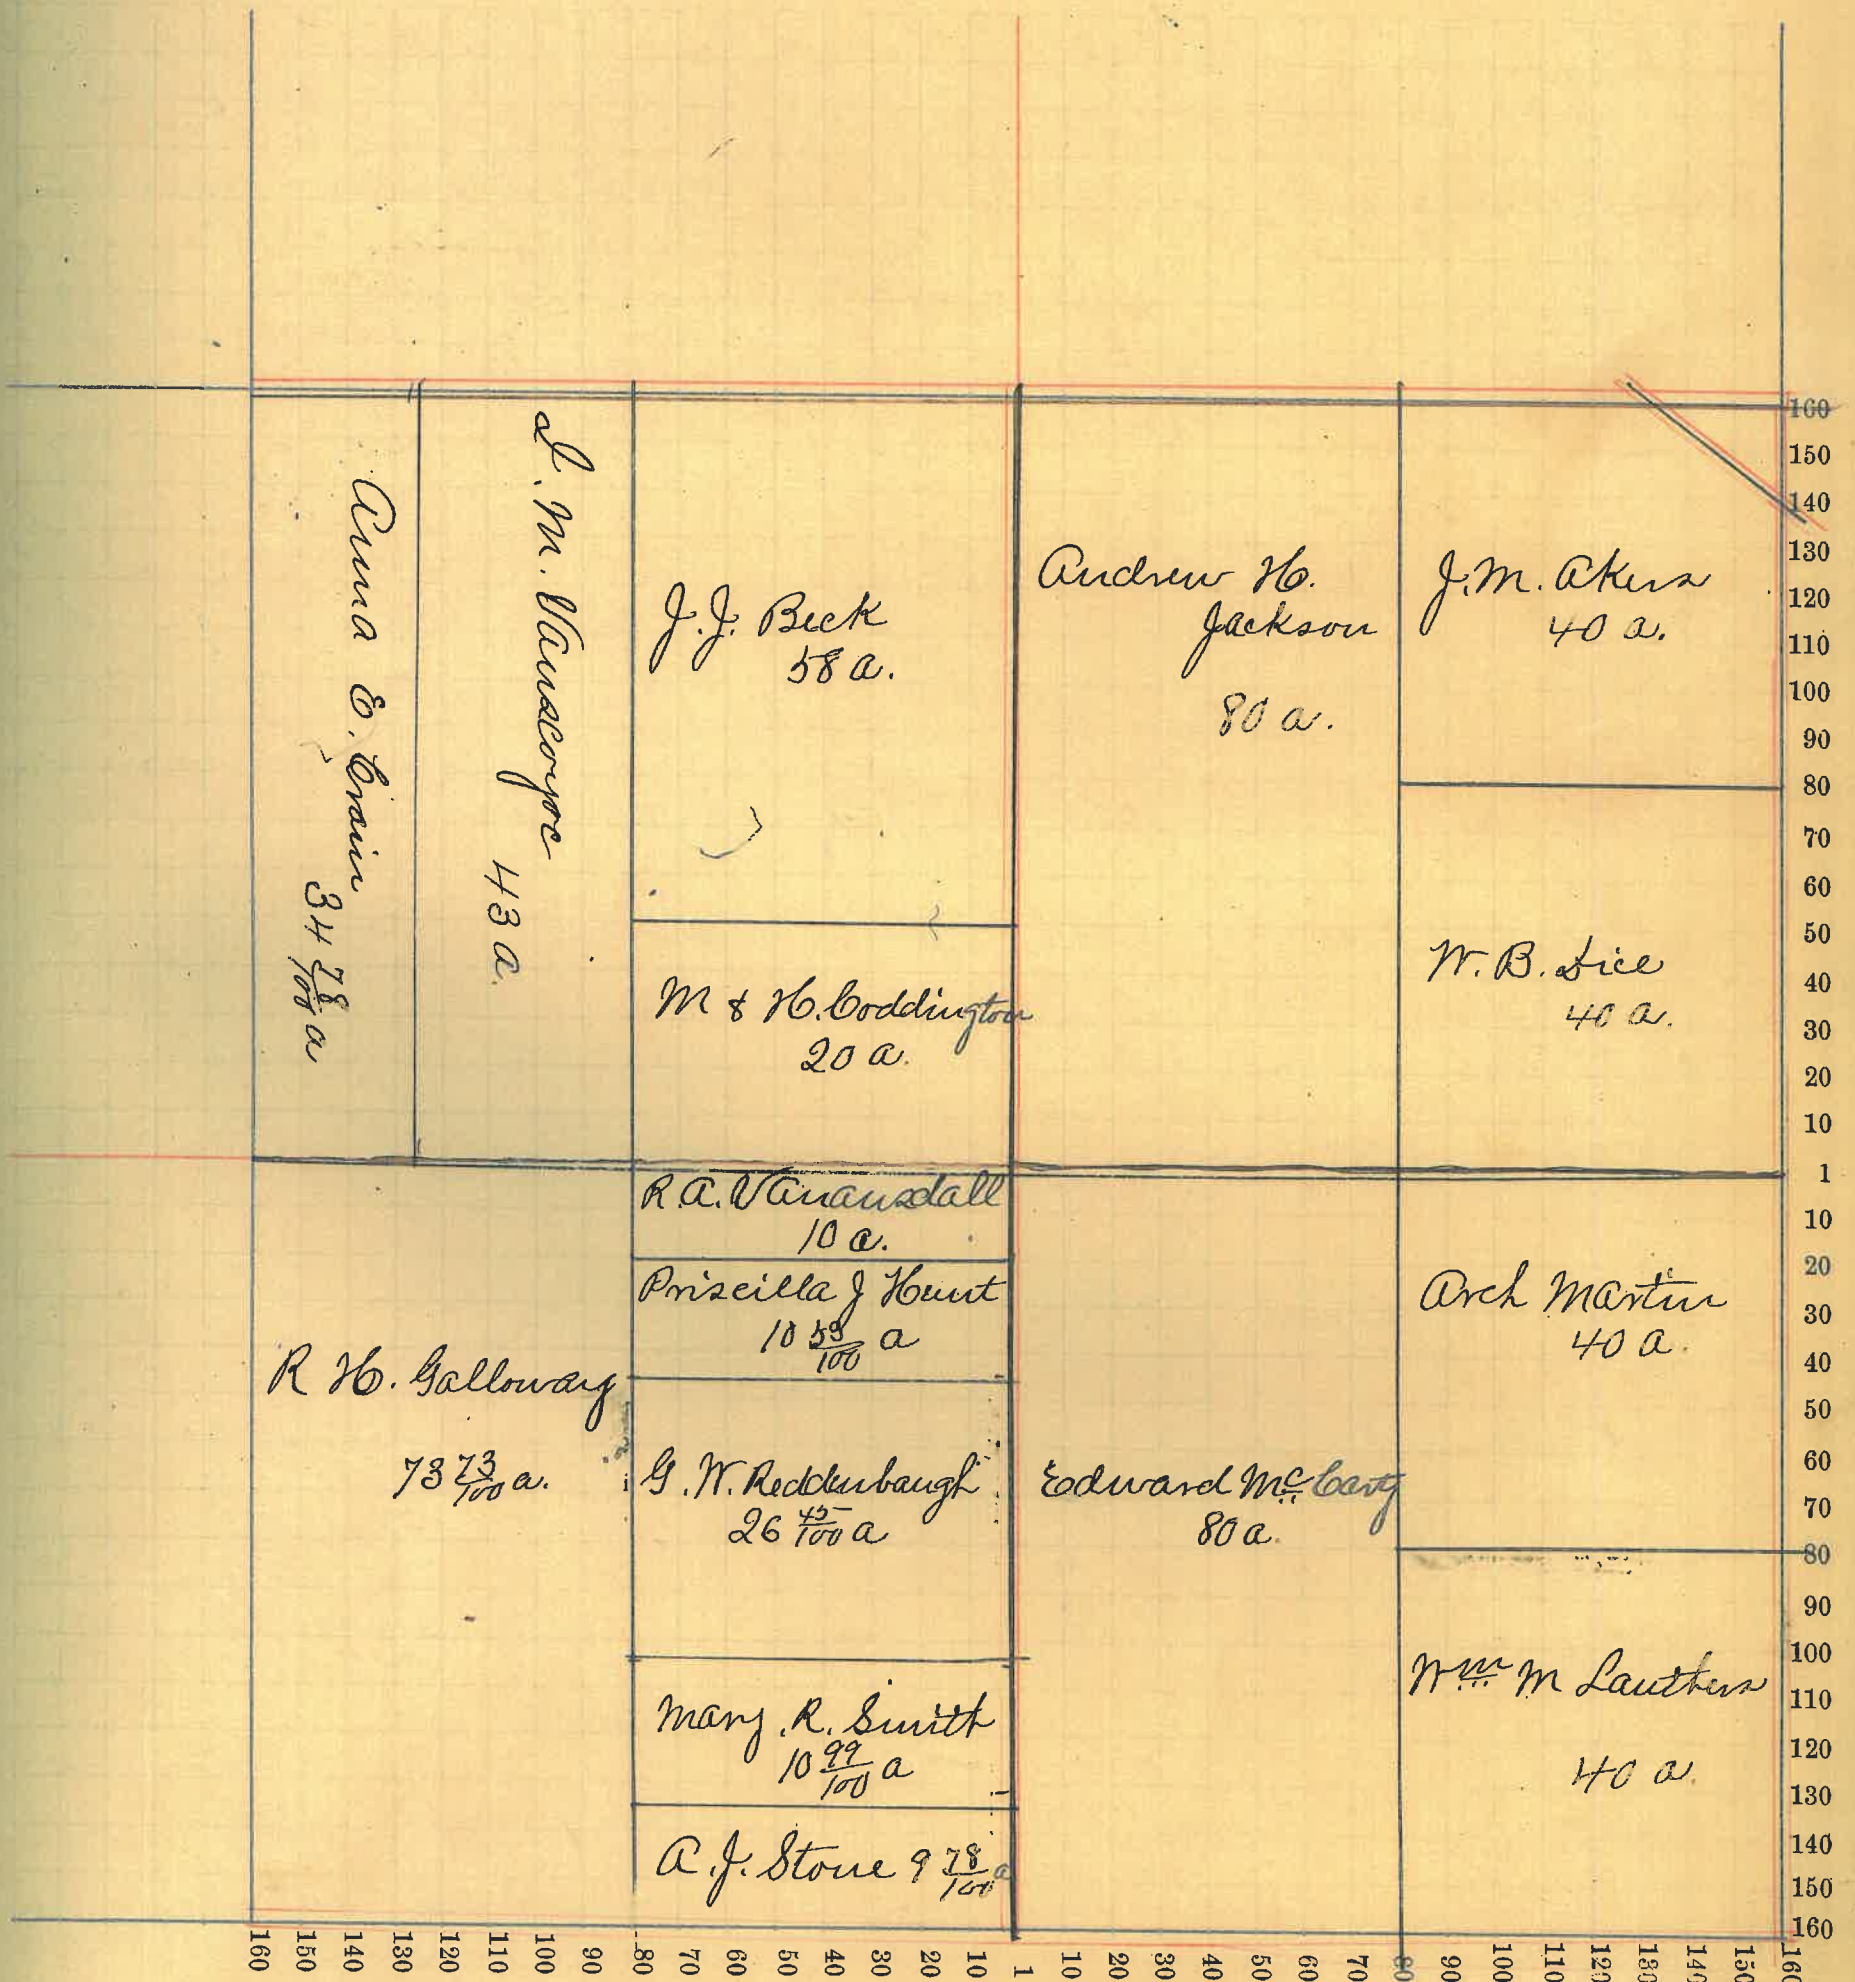 Anna E. Crain
34 78/100 a
I. M. Vanscoyoc
43 a.
J. J. Beck
58 a.
M & H. Coddington
20 a.
Andrew H.
Jackson
80 a.
J. M. Akers
40 a.
W. B. Dice
40 a.
R. A. Vanausdall
10 a.
Priscilla J Hunt
10 59/100 a
R H. Galloway
73 73/100 a.
G. W. Reddenbaugh
26 45/100 a
Mary. R. Smith
10 99/100 a
A. J. Stone 9 78/100 a
Edward McCarty
80 a.
Arch Martin
40 a.
Wm M Lauthers
40 a.
160
150
140
130
120
110
100
90
80
70
60
50
40
30
20
10
1
10
20
30
40
50
60
70
80
90
100
110
120
130
140
150
160
160 150 140 130 120 110 100 90 80 70 60 50 40 30 20 10 1 10 20 30 40 50 60 70 80 90 100 110 120 130 140 150 160